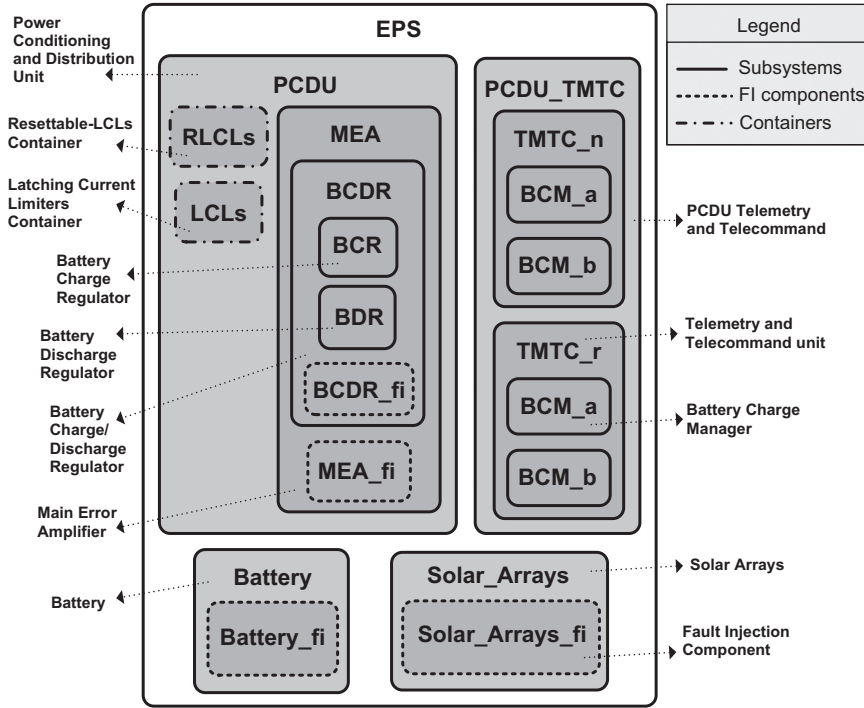 EPS
Legend
Subsystems
FI components
Containers
Power
Conditioning
and Distribution
Unit
Resettable-LCLs
Container
Latching Current
Limiters
Container
Battery
Charge
Regulator
Battery
Discharge
Regulator
Battery
Charge/
Discharge
Regulator
Main Error
Amplifier
Battery
PCDU
RLCLs
LCLs
MEA
BCDR
BCR
BDR
BCDR_fi
MEA_fi
PCDU_TMTC
TMTC_n
BCM_a
BCM_b
TMTC_r
BCM_a
BCM_b
Battery
Battery_fi
Solar_Arrays
Solar_Arrays_fi
PCDU Telemetry
and Telecommand
Telemetry and
Telecommand unit
Battery Charge
Manager
Solar Arrays
Fault Injection
Component